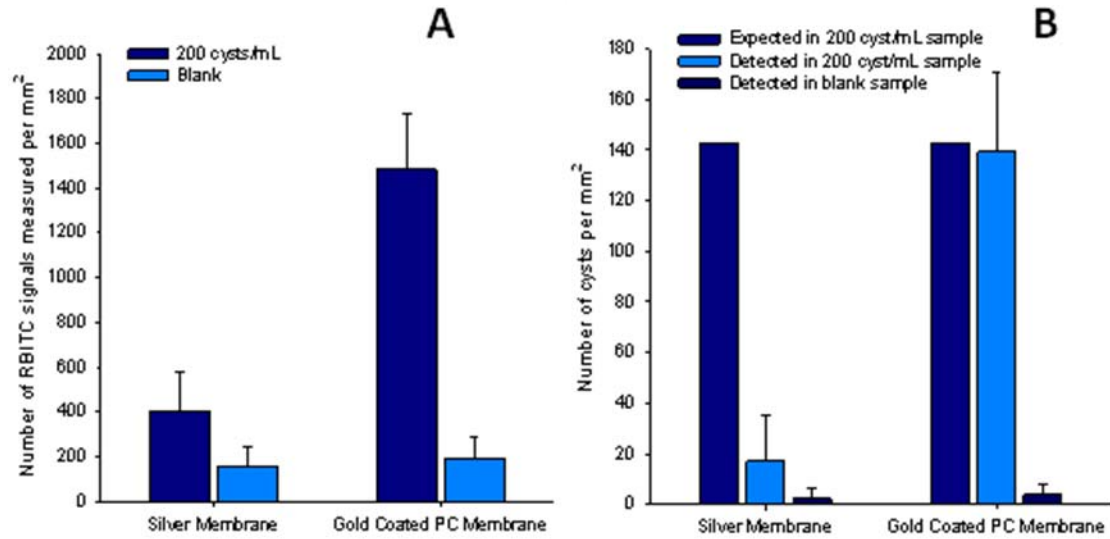 A
200 cysts/mL
Blank
Number of RBITC signals measured per mm²
2000
1800
1600
1400
1200
1000
800
600
400
200
0
Silver Membrane
Gold Coated PC Membrane
B
Expected in 200 cyst/mL sample
Detected in 200 cyst/mL sample
Detected in blank sample
Number of cysts per mm²
180
160
140
120
100
80
60
40
20
0
Silver Membrane
Gold Coated PC Membrane